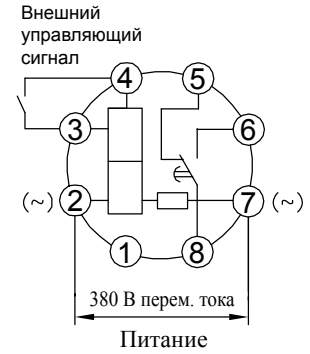 Внешний
управляющий
сигнал
4
5
3
6
(~) 2
7 (~)
1
8
380 В перем. тока
Питание